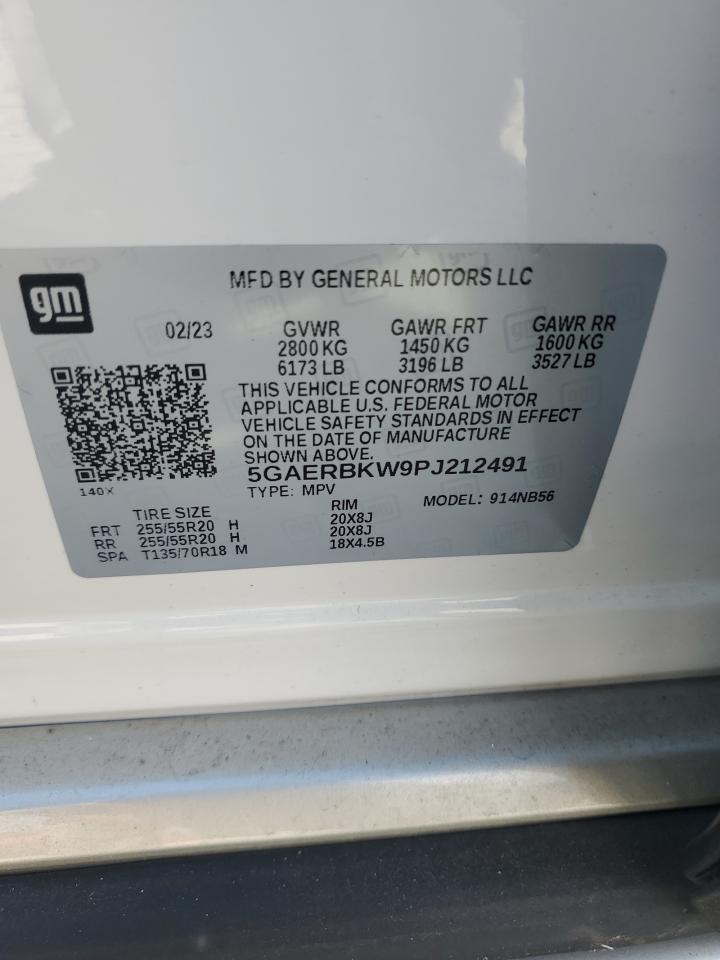 gm
MFD BY GENERAL MOTORS LLC
02/23 GVWR GAWR FRT GAWR RR
2800 KG 1450 KG 1600 KG
6173 LB 3196 LB 3527 LB
THIS VEHICLE CONFORMS TO ALL
APPLICABLE U.S. FEDERAL MOTOR
VEHICLE SAFETY STANDARDS IN EFFECT
ON THE DATE OF MANUFACTURE
SHOWN ABOVE.
5GAERBKW9PJ212491
140X
TYPE: MPV MODEL: 914NB56
TIRE SIZE RIM
FRT 255/55R20 H 20X8J
RR 255/55R20 H 20X8J
SPA T135/70R18 M 18X4.5B